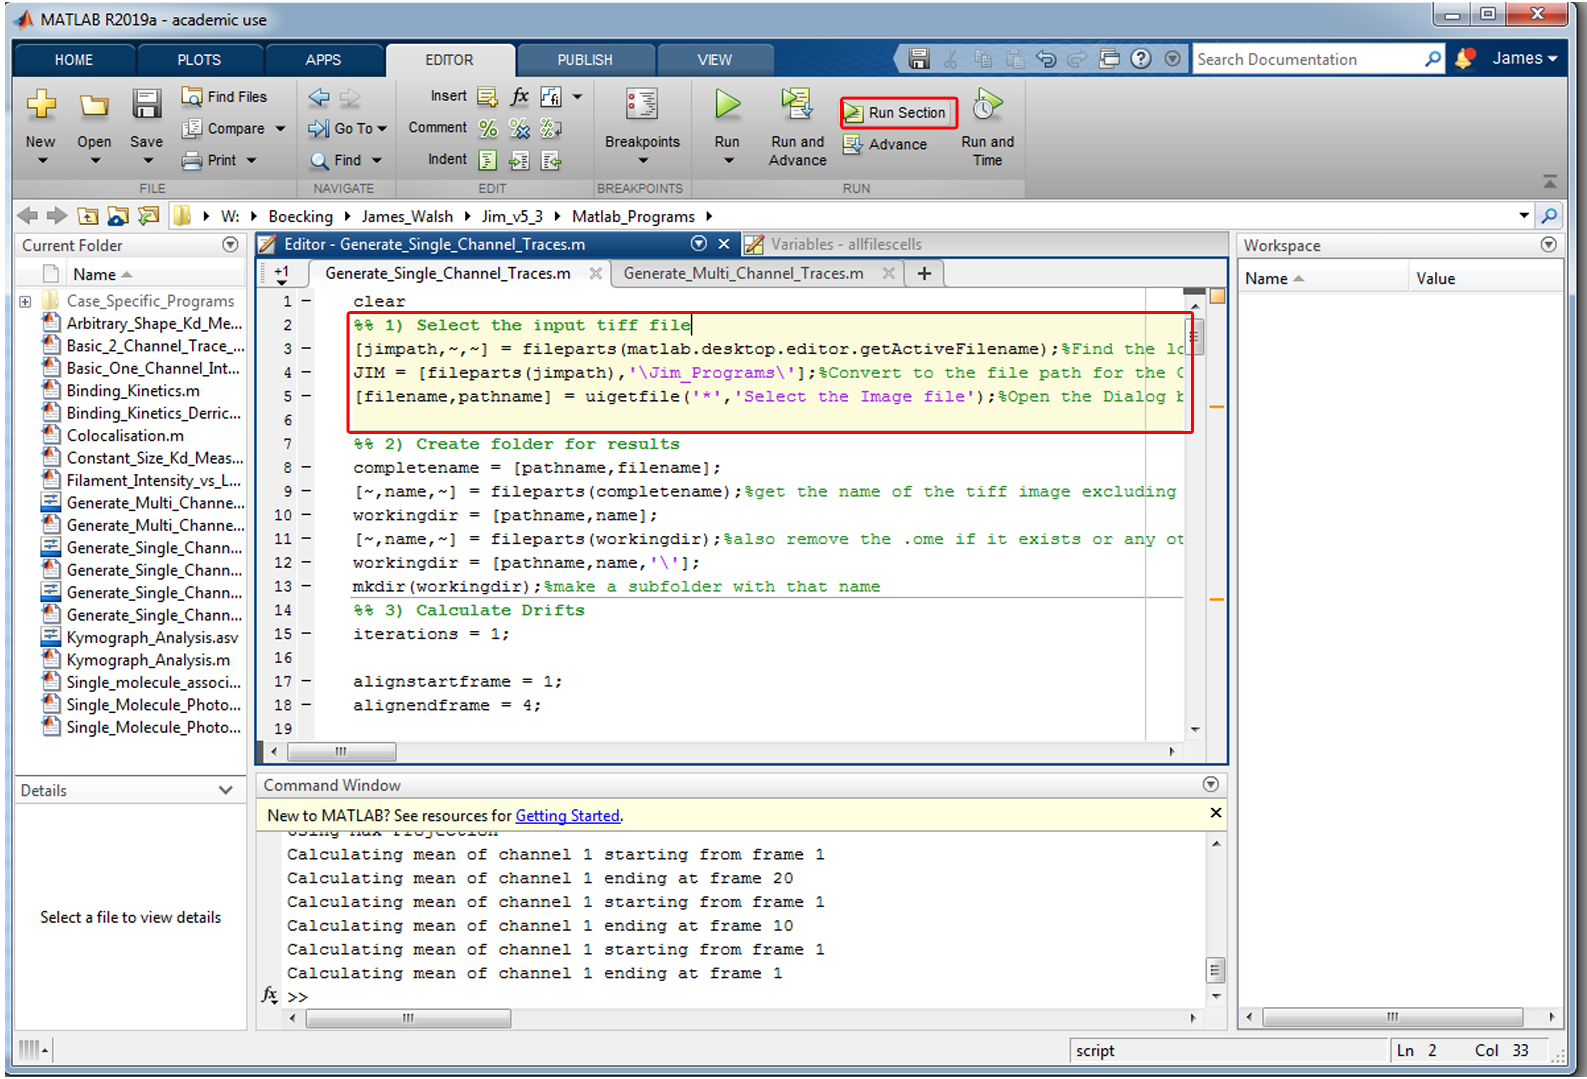 MATLAB R2019a - academic use
HOME PLOTS APPS EDITOR PUBLISH VIEW
Search Documentation
James
New
Open
Save
Find Files
Compare
Print
FILE
Go To
Find
NAVIGATE
Insert
Comment
Indent
fx
fi
EDIT
Breakpoints
BREAKPOINTS
Run
Run and
Advance
Run Section
Advance
Run and
Time
RUN
W: Boecking James_Walsh Jim_v5_3 Matlab_Programs
Current Folder
Name
Case_Specific_Programs
Arbitrary_Shape_Kd_Me...
Basic_2_Channel_Trace_...
Basic_One_Channel_Int...
Binding_Kinetics.m
Binding_Kinetics_Derric...
Colocalisation.m
Constant_Size_Kd_Meas...
Filament_Intensity_vs_L...
Generate_Multi_Channe...
Generate_Multi_Channe...
Generate_Single_Chann...
Generate_Single_Chann...
Generate_Single_Chann...
Generate_Single_Chann...
Kymograph_Analysis.asv
Kymograph_Analysis.m
Single_molecule_associ...
Single_Molecule_Photo...
Single_Molecule_Photo...
Details
Select a file to view details
Editor - Generate_Single_Channel_Traces.m
Variables - allfilescells
+1
Generate_Single_Channel_Traces.m
Generate_Multi_Channel_Traces.m
+
1 – clear
2 %% 1) Select the input tiff file
3 – [jimpath,~,~] = fileparts(matlab.desktop.editor.getActiveFilename);%Find the lo
4 – JIM = [fileparts(jimpath),'\Jim_Programs\'];%Convert to the file path for the C
5 – [filename,pathname] = uigetfile('*','Select the Image file');%Open the Dialog b
6
7 %% 2) Create folder for results
8 – completename = [pathname,filename];
9 – [~,name,~] = fileparts(completename);%get the name of the tiff image excluding
10 – workingdir = [pathname,name];
11 – [~,name,~] = fileparts(workingdir);%also remove the .ome if it exists or any ot
12 – workingdir = [pathname,name,'\'];
13 – mkdir(workingdir);%make a subfolder with that name
14 %% 3) Calculate Drifts
15 – iterations = 1;
16
17 – alignstartframe = 1;
18 – alignendframe = 4;
19
Command Window
New to MATLAB? See resources for Getting Started.
Using Max Projection
Calculating mean of channel 1 starting from frame 1
Calculating mean of channel 1 ending at frame 20
Calculating mean of channel 1 starting from frame 1
Calculating mean of channel 1 ending at frame 10
Calculating mean of channel 1 starting from frame 1
Calculating mean of channel 1 ending at frame 1
fx >>
Workspace
Name Value
script
Ln 2 Col 33